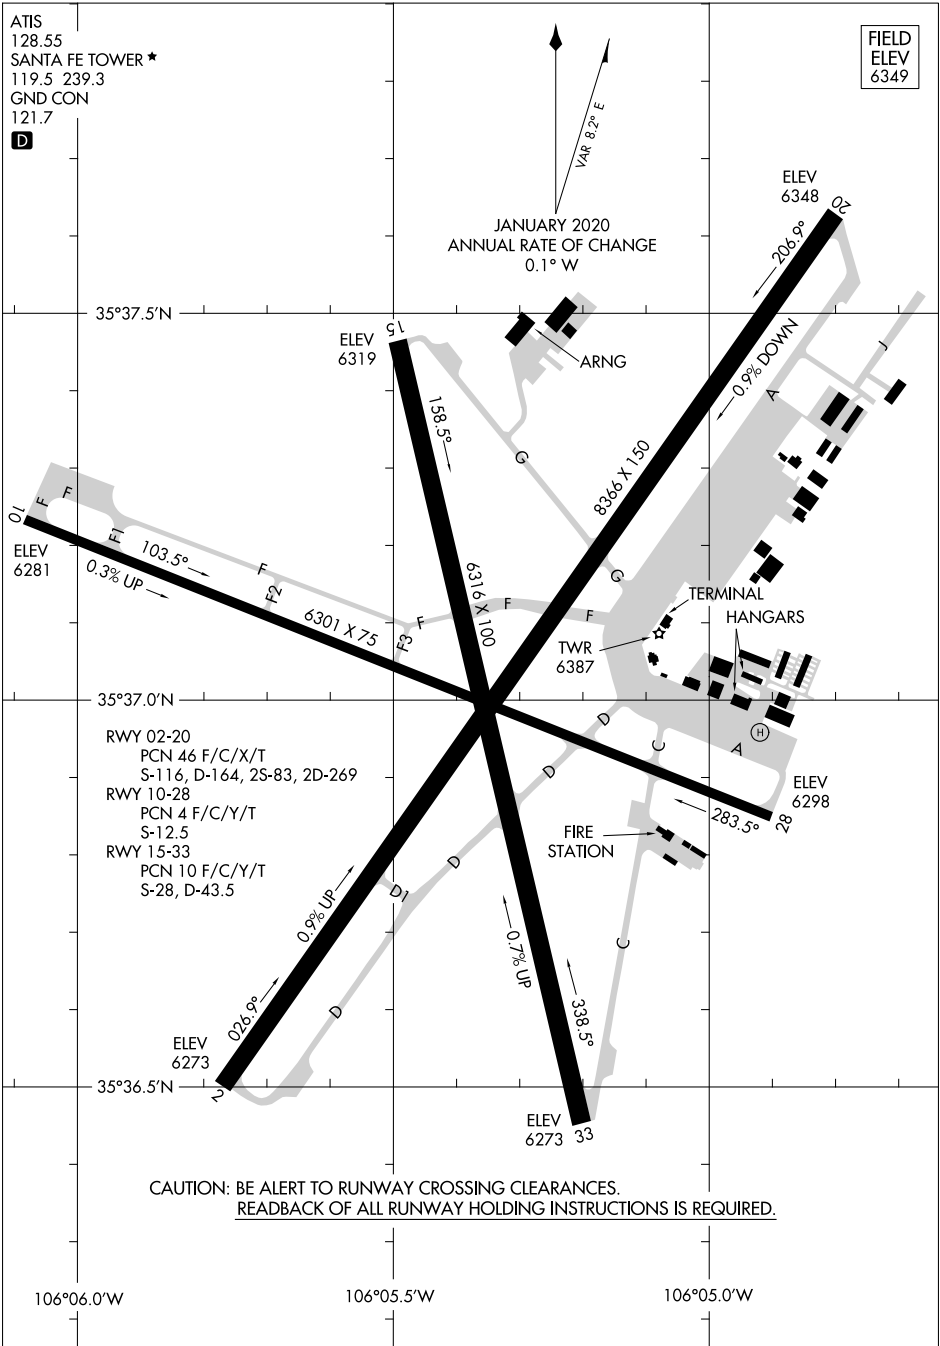 ATIS
128.55
SANTA FE TOWER ★
119.5 239.3
GND CON
121.7
D
FIELD
ELEV
6349
VAR 8.2° E
JANUARY 2020
ANNUAL RATE OF CHANGE
0.1° W
ELEV
6348
20
206.9°
0.9% DOWN
35°37.5'N
ELEV
6319
15
ARNG
J
A
158.5°
G
8366 X 150
F
F
F1
10
ELEV
6281
103.5°
0.3% UP
F
F2
6301 X 75
F3
F
6316 X 100
F
F
G
TERMINAL
HANGARS
TWR
6387
35°37.0'N
D
C
A
H
D
RWY 02-20
PCN 46 F/C/X/T
S-116, D-164, 2S-83, 2D-269
RWY 10-28
PCN 4 F/C/Y/T
S-12.5
RWY 15-33
PCN 10 F/C/Y/T
S-28, D-43.5
ELEV
6298
28
283.5°
FIRE
STATION
D
D1
0.9% UP
0.7% UP
C
026.9°
D
338.5°
ELEV
6273
2
35°36.5'N
ELEV
6273
33
CAUTION: BE ALERT TO RUNWAY CROSSING CLEARANCES.
READBACK OF ALL RUNWAY HOLDING INSTRUCTIONS IS REQUIRED.
106°06.0'W
106°05.5'W
106°05.0'W